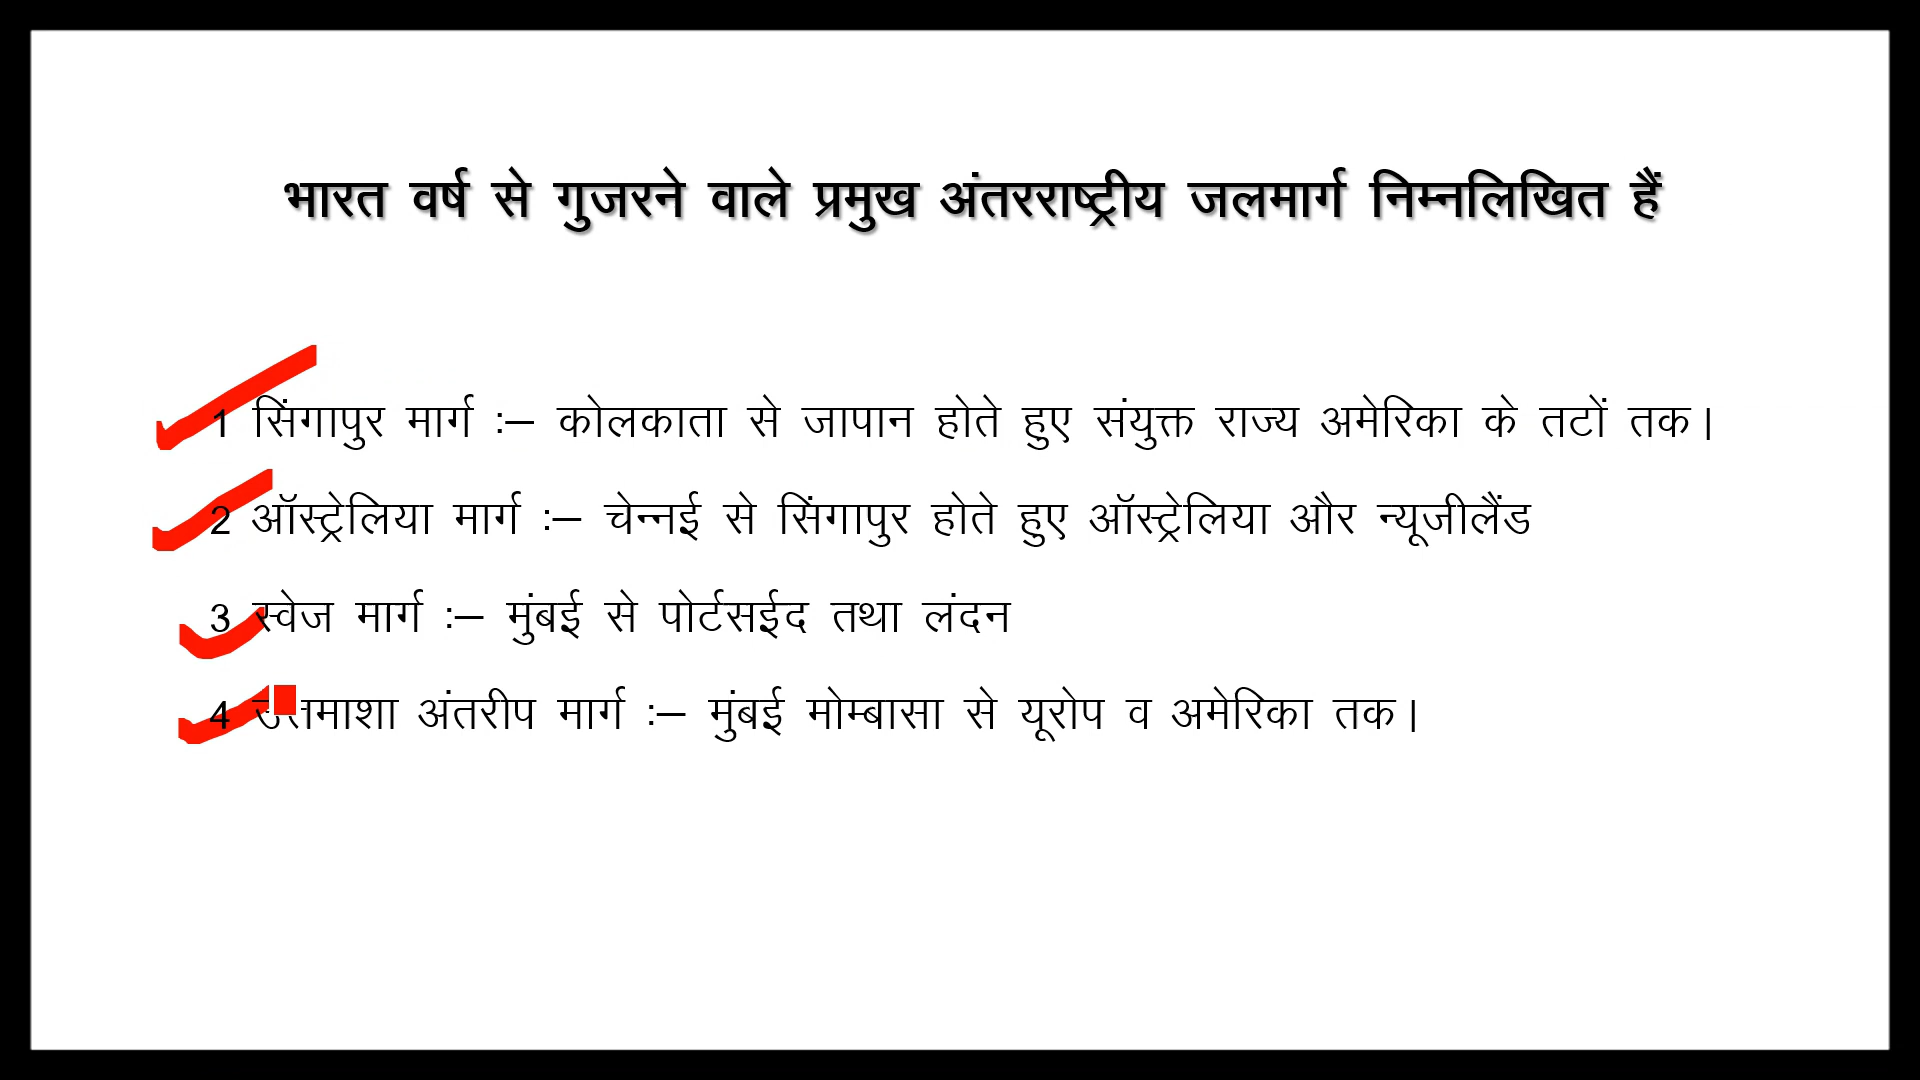 भारत वर्ष से गुजरने वाले प्रमुख अंतरराष्ट्रीय जलमार्ग निम्नलिखित हैं
1 सिंगापुर मार्ग :– कोलकाता से जापान होते हुए संयुक्त राज्य अमेरिका के तटों तक।
2 ऑस्ट्रेलिया मार्ग :– चेन्नई से सिंगापुर होते हुए ऑस्ट्रेलिया और न्यूजीलैंड
3 स्वेज मार्ग :– मुंबई से पोर्टसईद तथा लंदन
4 उत्तमाशा अंतरीप मार्ग :– मुंबई मोम्बासा से यूरोप व अमेरिका तक।